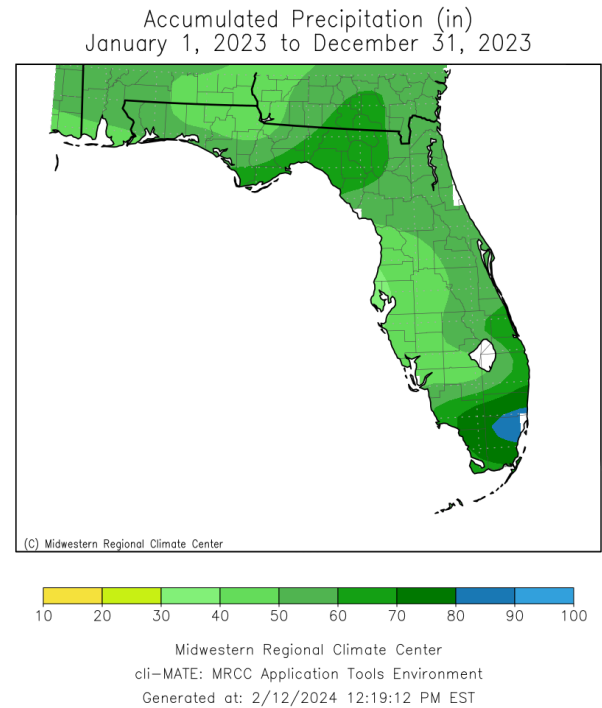 Accumulated Precipitation (in)
January 1, 2023 to December 31, 2023
(C) Midwestern Regional Climate Center
10 20 30 40 50 60 70 80 90 100
Midwestern Regional Climate Center
cli-MATE: MRCC Application Tools Environment
Generated at: 2/12/2024 12:19:12 PM EST